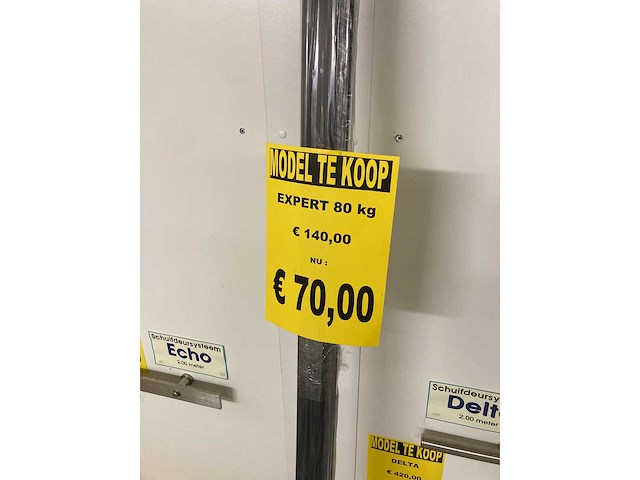 MODEL TE KOOP
EXPERT 80 kg
€ 140,00
NU :
€ 70,00
Schuifdeursysteem
Echo
2.00 meter
Schuifdeursy
Delt
2.00 meter
MODEL TE KOOP
DELTA
€ 420,00